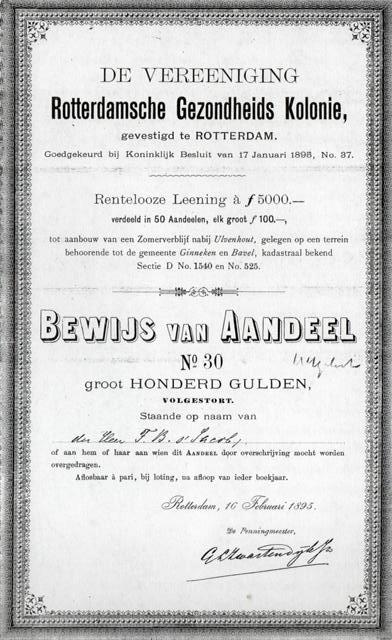 DE VEREENIGING
Rotterdamsche Gezondheids Kolonie,
gevestigd te ROTTERDAM.
Goedgekeurd bij Koninklijk Besluit van 17 Januari 1895, No. 37.
Rentelooze Leening à ƒ 5000.—
verdeeld in 50 Aandeelen, elk groot ƒ 100.—,
tot aanbouw van een Zomerverblijf nabij Ulvenhout, gelegen op een terrein
behoorende tot de gemeente Ginneken en Bavel, kadastraal bekend
Sectie D No. 1540 en No. 525.
BEWIJS VAN AANDEEL
No 30
groot HONDERD GULDEN,
VOLGESTORT.
Staande op naam van
den Heer F. B. s'Jacob,
of aan hem of haar aan wien dit AANDEEL door overschrijving mocht worden
overgedragen.
Aflosbaar à pari, bij loting, na afloop van ieder boekjaar.
Rotterdam, 16 Februari 1895.
De Penningmeester,